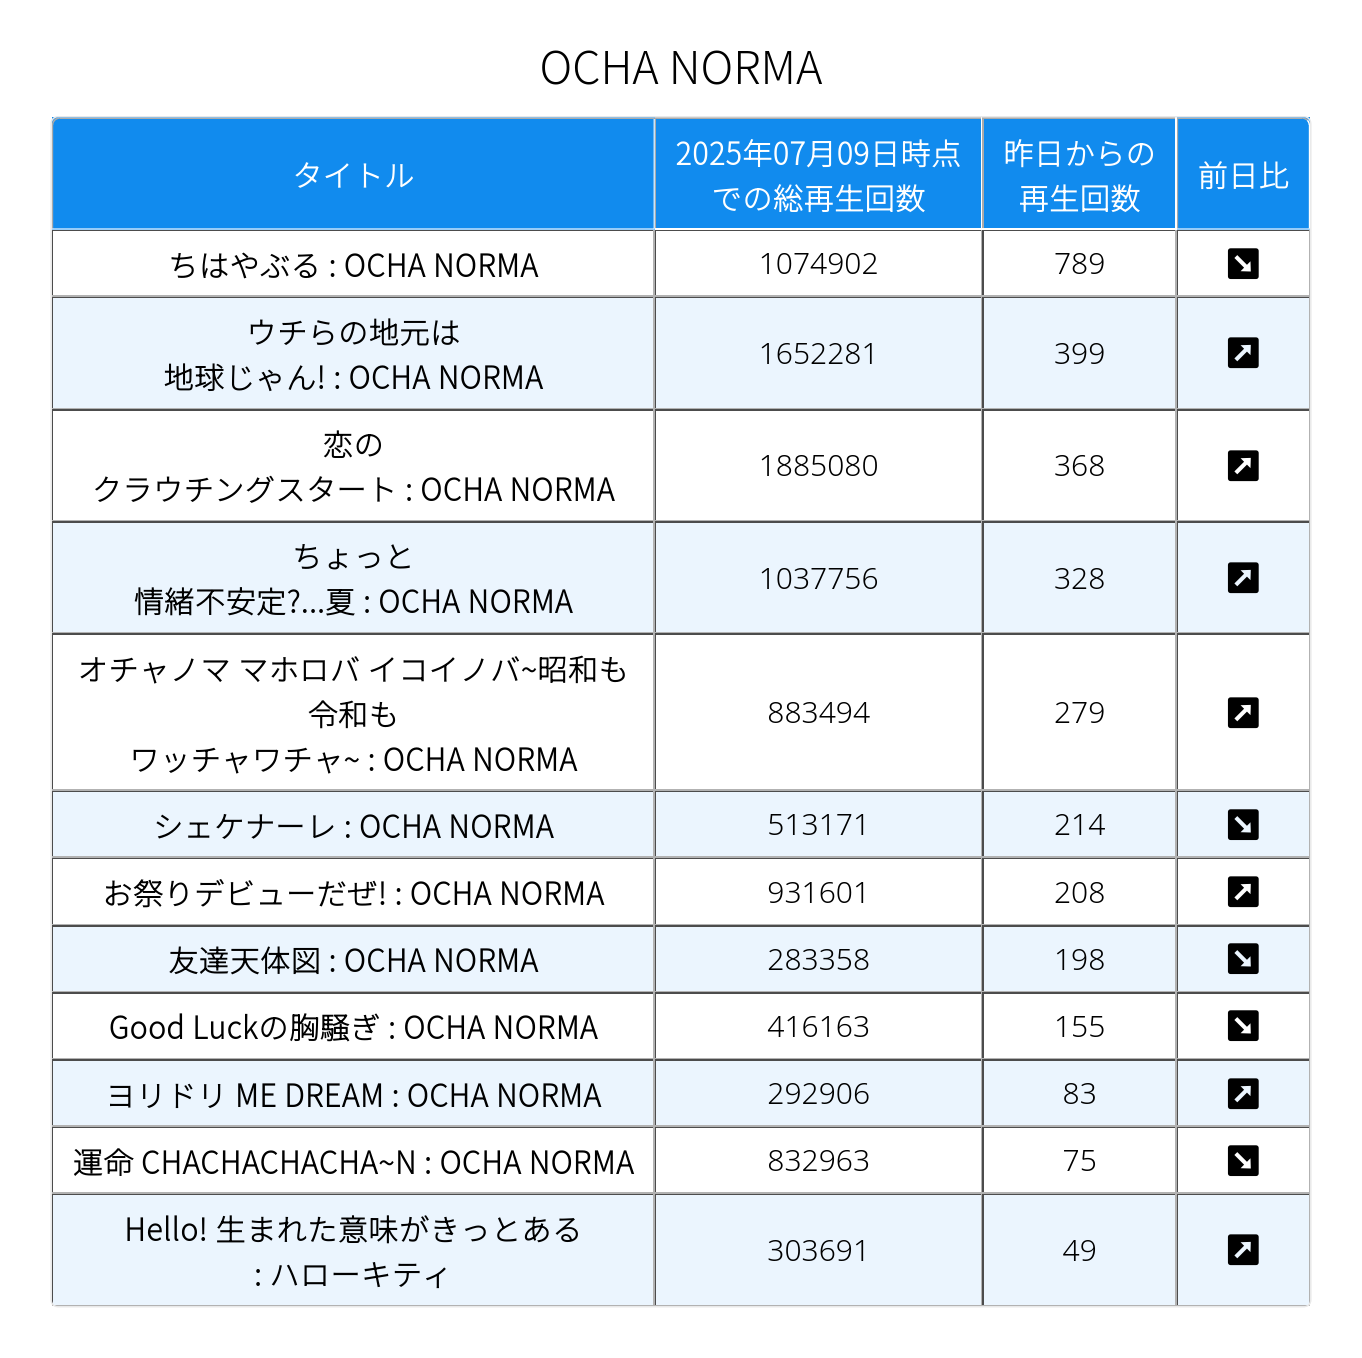 OCHA NORMA
タイトル
2025年07月09日時点
での総再生回数
昨日からの
再生回数
前日比
ちはやぶる : OCHA NORMA
1074902
789
ウチらの地元は
地球じゃん! : OCHA NORMA
1652281
399
恋の
クラウチングスタート : OCHA NORMA
1885080
368
ちょっと
情緒不安定?...夏 : OCHA NORMA
1037756
328
オチャノマ マホロバ イコイノバ~昭和も
令和も
ワッチャワチャ~ : OCHA NORMA
883494
279
シェケナーレ : OCHA NORMA
513171
214
お祭りデビューだぜ! : OCHA NORMA
931601
208
友達天体図 : OCHA NORMA
283358
198
Good Luckの胸騒ぎ : OCHA NORMA
416163
155
ヨリドリ ME DREAM : OCHA NORMA
292906
83
運命 CHACHACHACHA~N : OCHA NORMA
832963
75
Hello! 生まれた意味がきっとある
: ハローキティ
303691
49